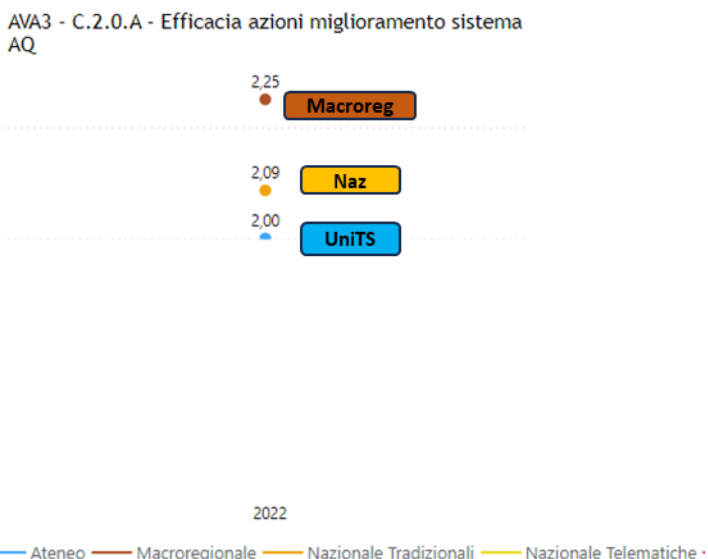 AVA3 - C.2.0.A - Efficacia azioni miglioramento sistema
AQ
2,25
Macroreg
2,09
Naz
2,00
UniTS
2022
Ateneo Macroregionale Nazionale Tradizionali Nazionale Telematiche